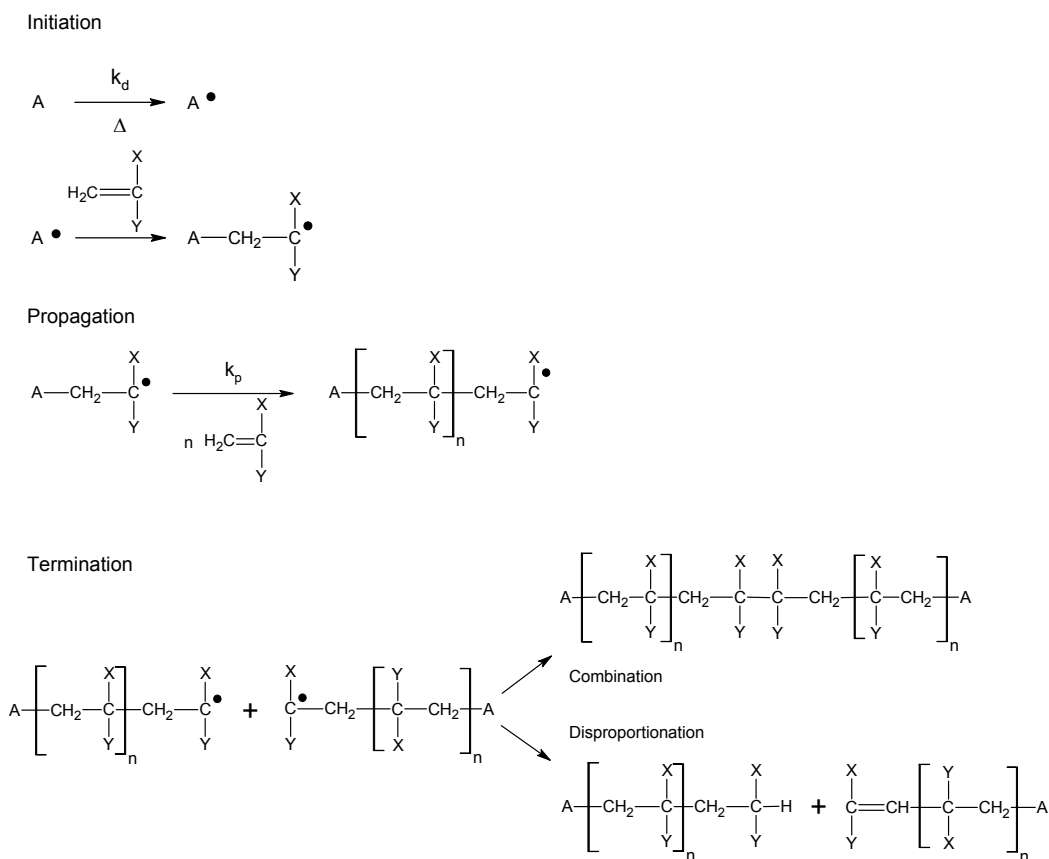 Initiation
A
k_d
Δ
A •
H₂C=C
X
Y
A •
A—CH₂—C•
X
Y
Propagation
A—CH₂—C•
X
Y
k_p
n H₂C=C
X
Y
A—[CH₂—C]n—CH₂—C•
X X
Y Y
Termination
A—[CH₂—C]n—CH₂—C•
X X
Y Y
+
C•—CH₂—[C—CH₂]n—A
X Y
Y X
A—[CH₂—C]n—CH₂—C—C—CH₂—[C—CH₂]n—A
X X X X
Y Y Y Y
Combination
Disproportionation
A—[CH₂—C]n—CH₂—C—H
X X
Y Y
+
C=CH—[C—CH₂]n—A
X Y
Y X